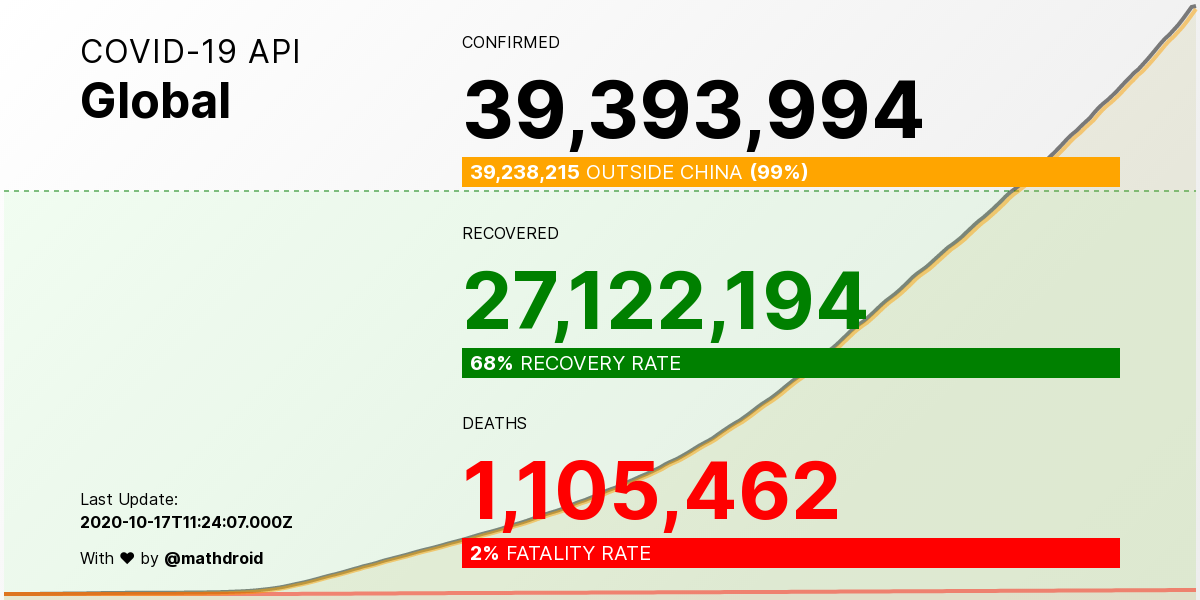 COVID-19 API
Global
CONFIRMED
39,393,994
39,238,215 OUTSIDE CHINA (99%)
RECOVERED
27,122,194
68% RECOVERY RATE
DEATHS
1,105,462
2% FATALITY RATE
Last Update:
2020-10-17T11:24:07.000Z
With ♥ by @mathdroid